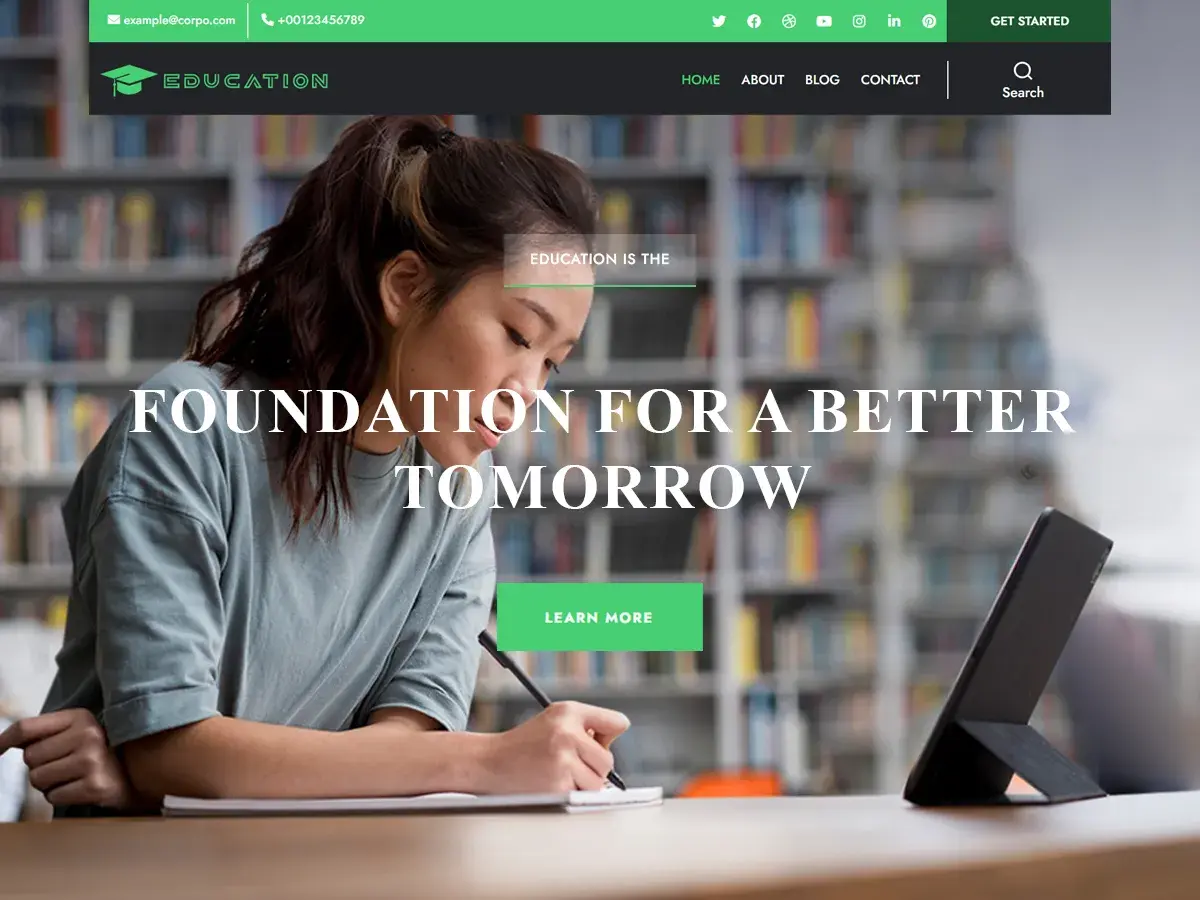 example@corpo.com
+00123456789
GET STARTED
EDUCATION
HOME
ABOUT
BLOG
CONTACT
Search
EDUCATION IS THE
FOUNDATION FOR A BETTER
TOMORROW
LEARN MORE